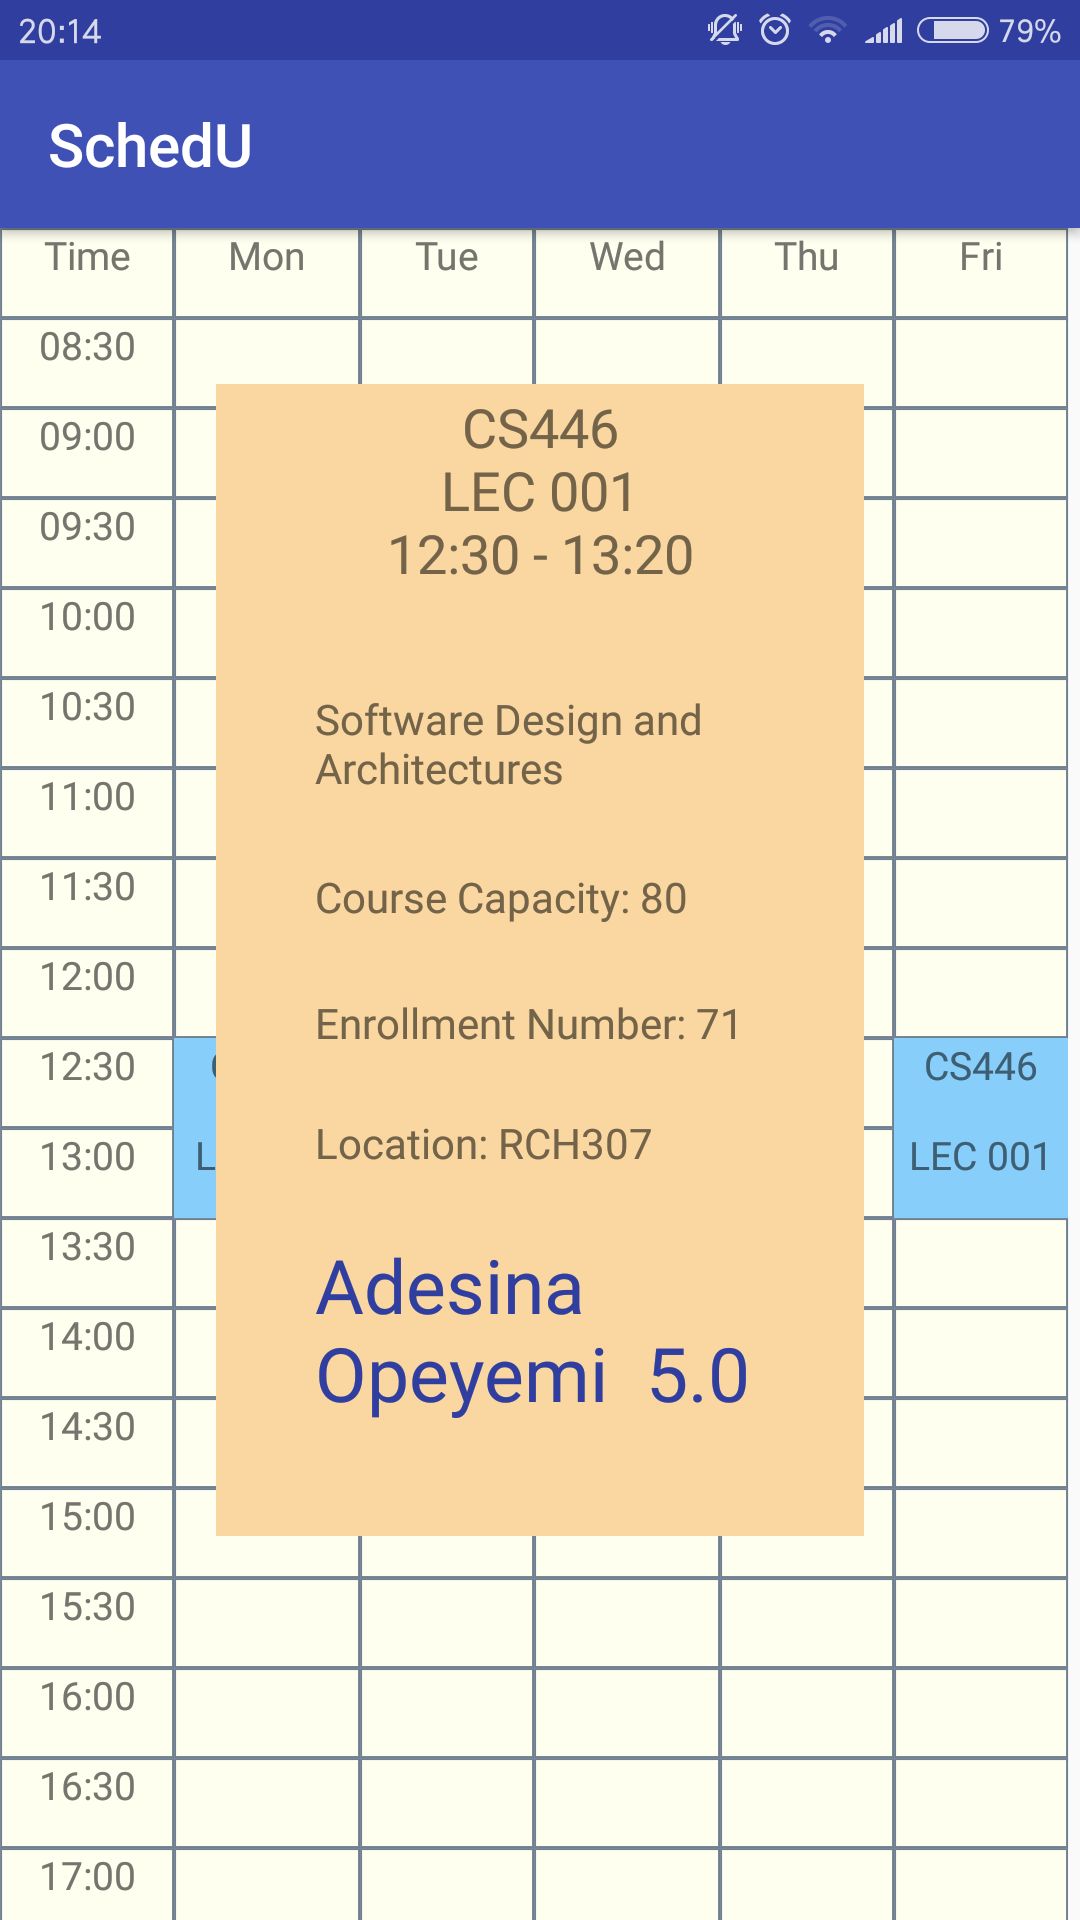 20:14 79%
SchedU
Time Mon Tue Wed Thu Fri
08:30
09:00
09:30
10:00
10:30
11:00
11:30
12:00
12:30 CS446
13:00 LEC 001
13:30
14:00
14:30
15:00
15:30
16:00
16:30
17:00
CS446
LEC 001
12:30 - 13:20
Software Design and
Architectures
Course Capacity: 80
Enrollment Number: 71
Location: RCH307
Adesina
Opeyemi 5.0